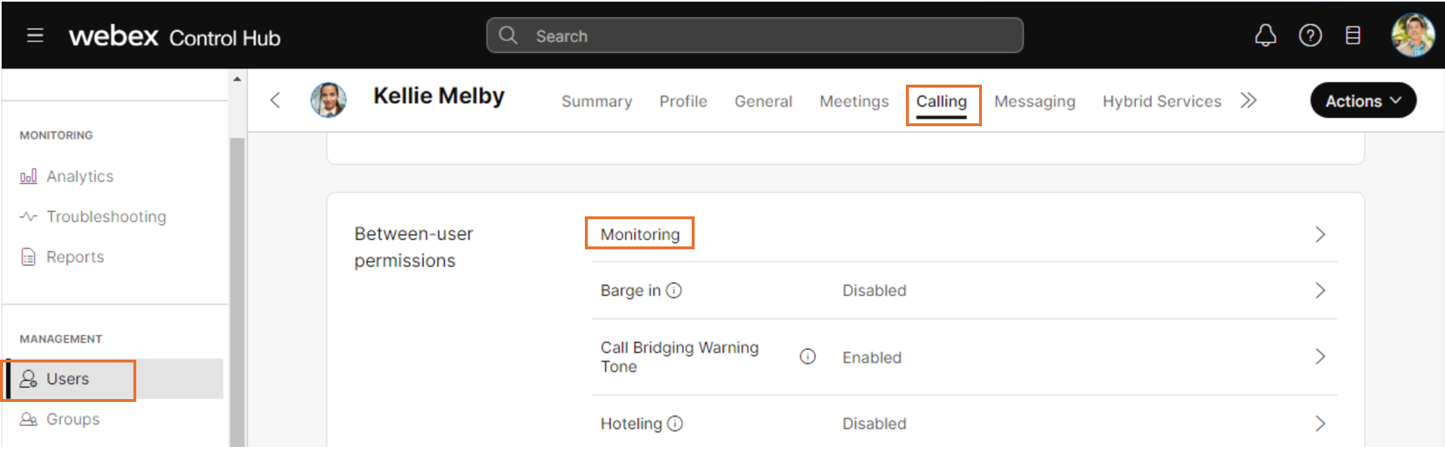 webex Control Hub
Search
MONITORING
Analytics
Troubleshooting
Reports
MANAGEMENT
Users
Groups
Kellie Melby
Summary Profile General Meetings Calling Messaging Hybrid Services
Actions
Between-user
permissions
Monitoring
Barge in Disabled
Call Bridging Warning
Tone
Enabled
Hoteling Disabled